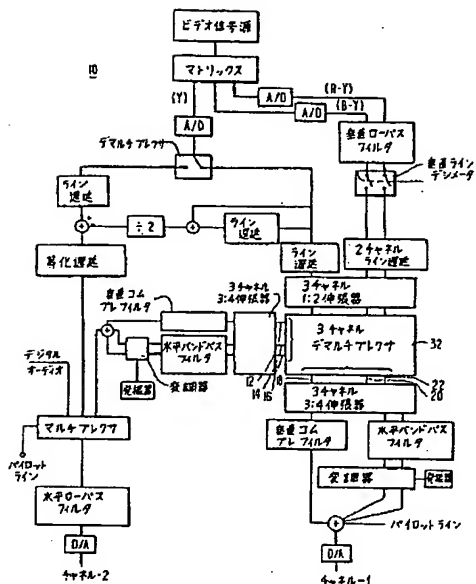 ビデオ信号源
10
マトリックス
(R-Y)
(Y)
A/D
(B-Y)
A/D
A/D
デマルチプレクサ
垂直ローパス
フィルタ
垂直ライン
デシメータ
ライン
遅延
÷2
ライン
遅延
等化遅延
ライン
遅延
2チャネル
ライン遅延
3チャネル
3:4伸張器
3チャネル
1:2伸張器
垂直コム
プレフィルタ
水平バンドパス
フィルタ
3チャネル
デマルチプレクサ
32
12
14
16
18
22
20
デジタル
オーディオ
発振器
変調器
3チャネル
3:4伸張器
マルチプレクサ
垂直コム
プレフィルタ
水平バンドパス
フィルタ
パイロット
ライン
変調器
発振器
水平ローパス
フィルタ
パイロットライン
D/A
D/A
チャネル-2
チャネル-1